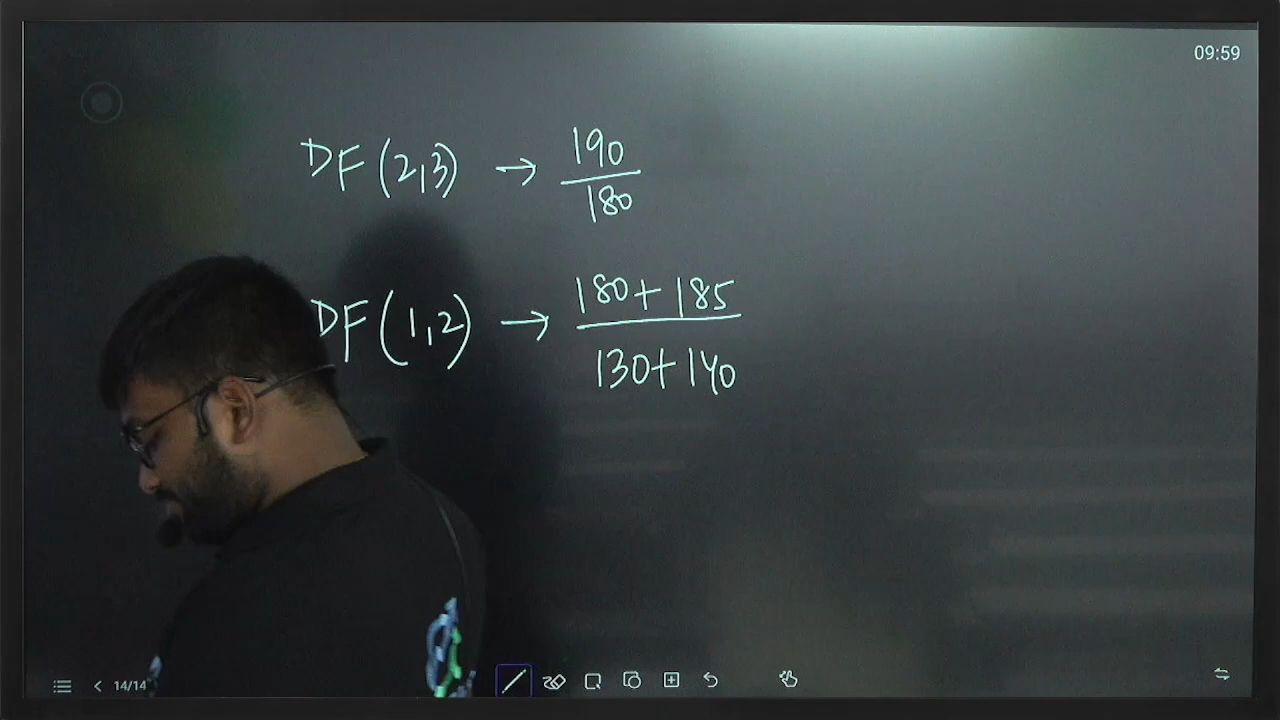 09:59
DF (2,3) → 190
180
DF (1,2) → 180 + 185
130 + 140
14/14